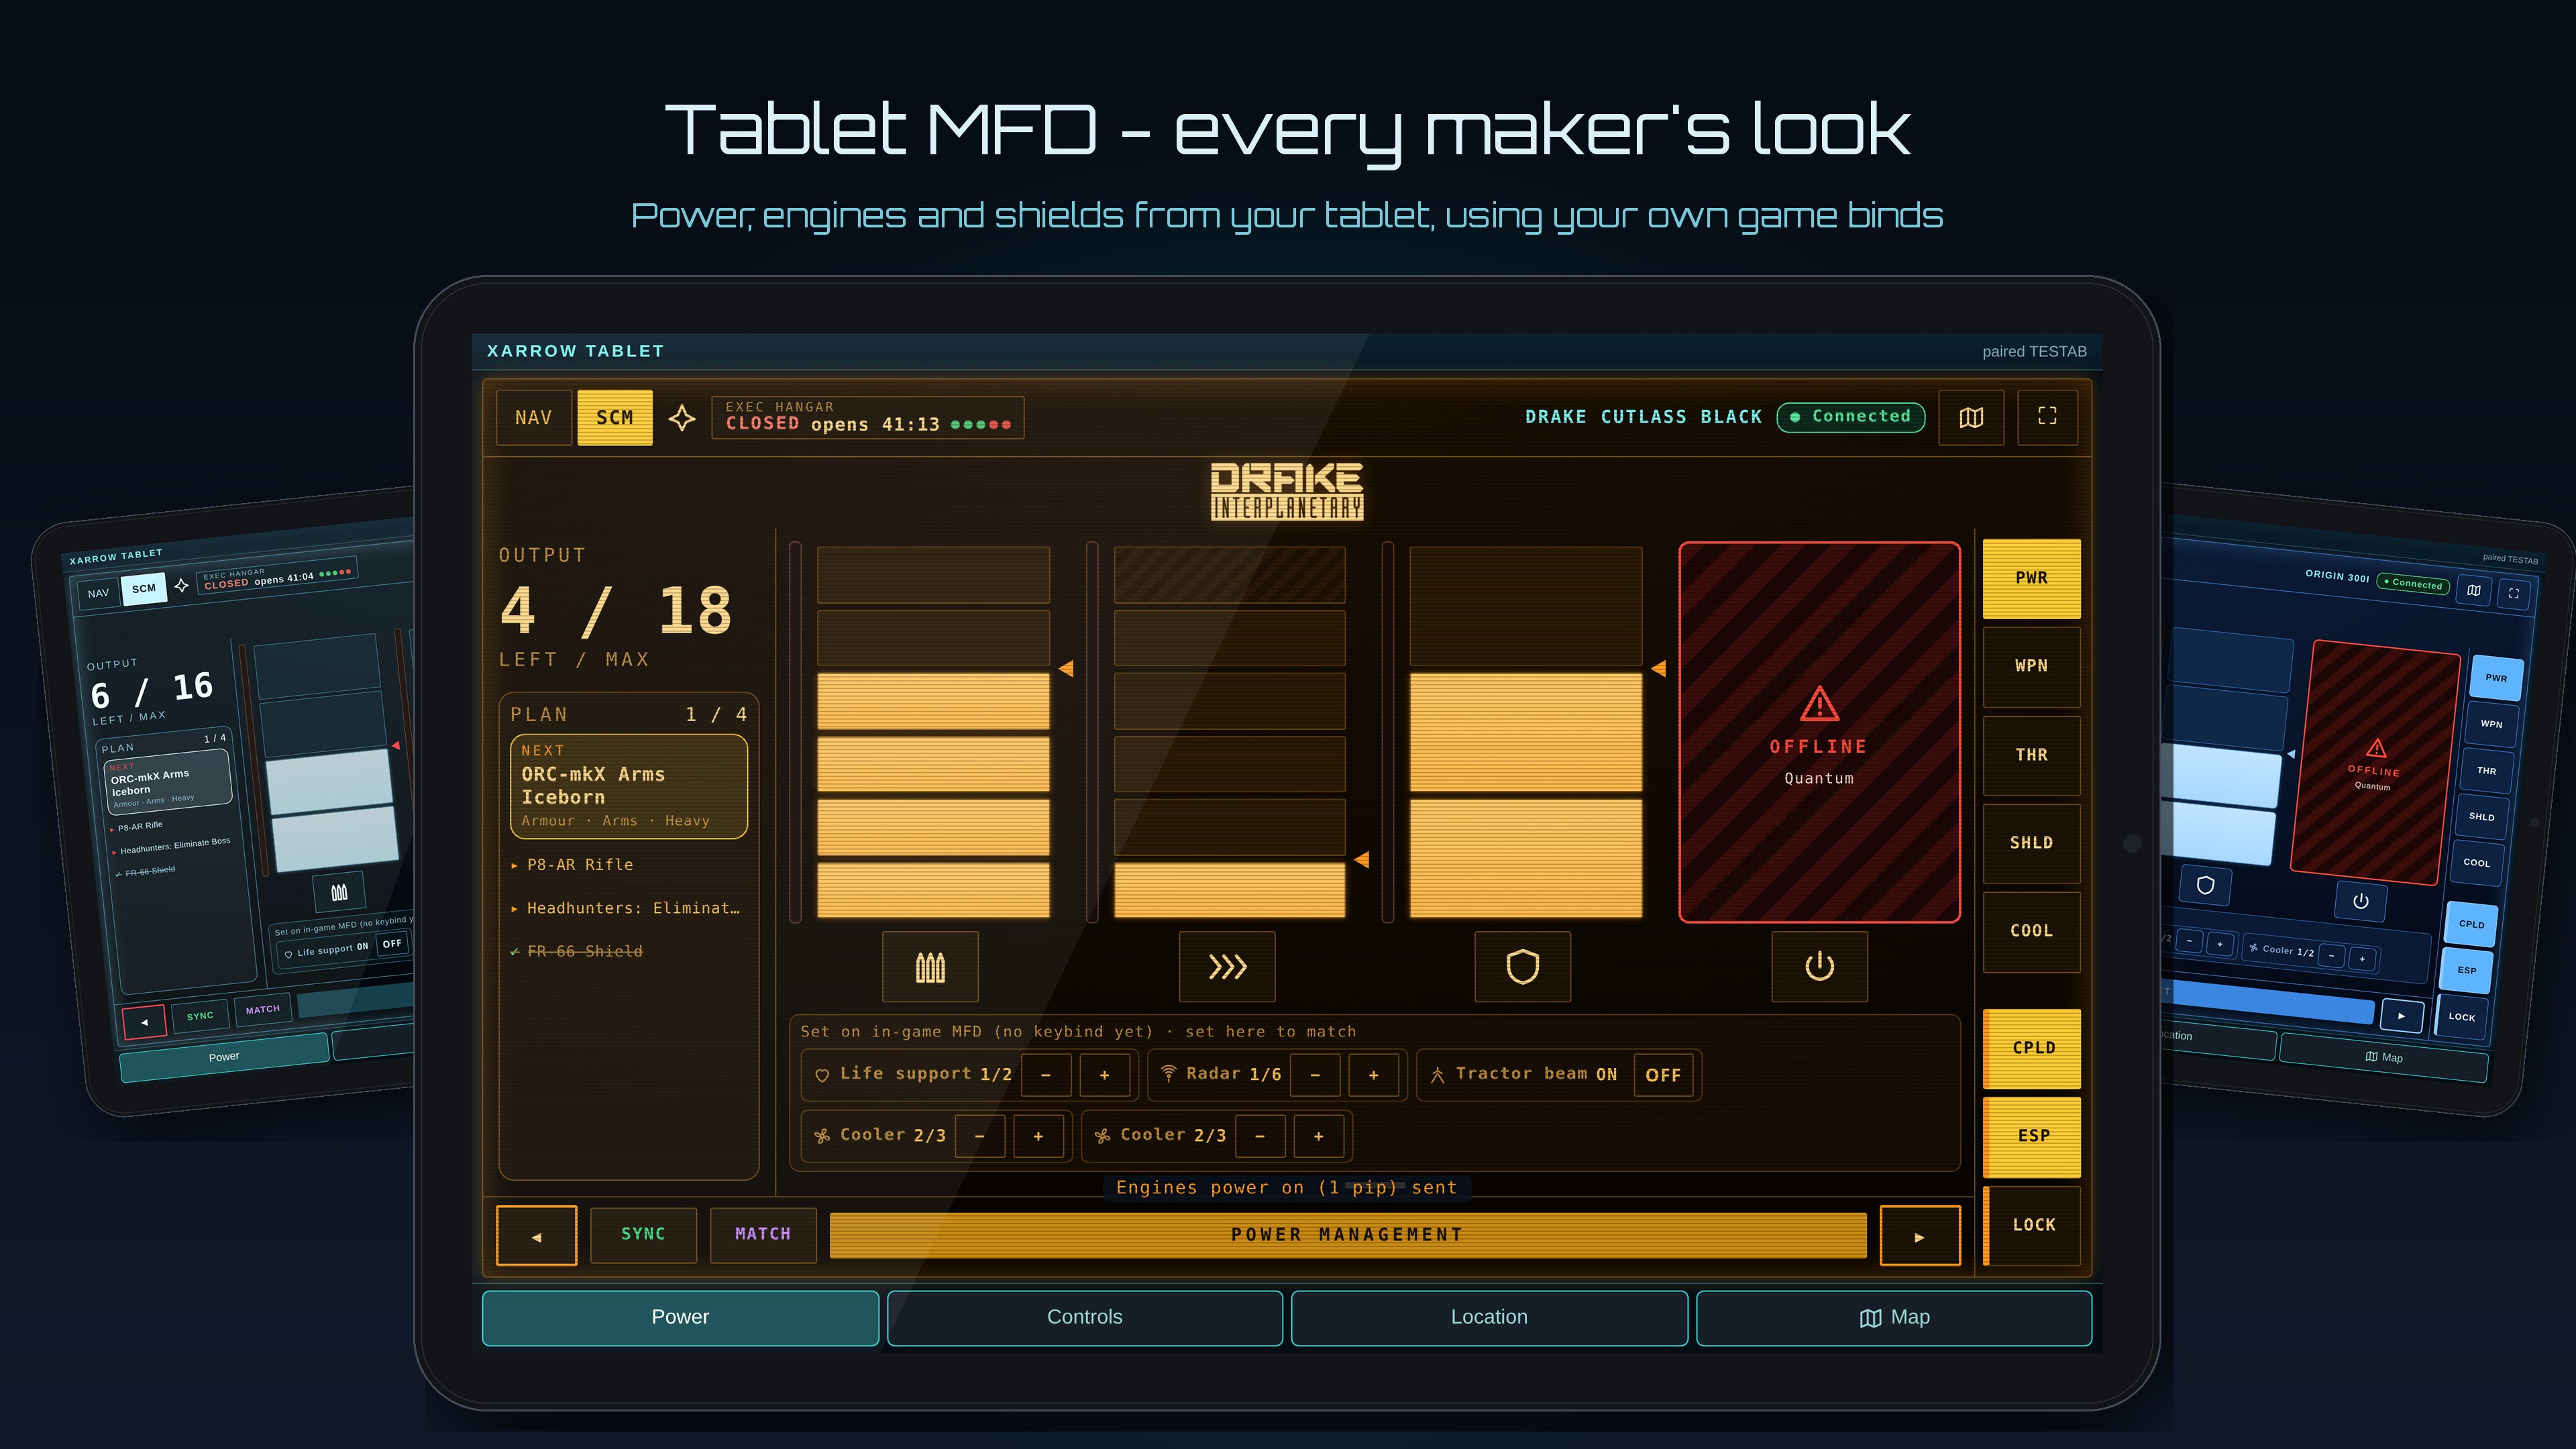 Tablet MFD - every maker's look
Power, engines and shields from your tablet, using your own game binds
XARROW TABLET
paired TESTAB
NAV
SCM
EXEC HANGAR
CLOSED opens 41:13
DRAKE CUTLASS BLACK
Connected
DRAKE
INTERPLANETARY
OUTPUT
4 / 18
LEFT / MAX
PLAN
1 / 4
NEXT
ORC-mkX Arms
Iceborn
Armour · Arms · Heavy
P8-AR Rifle
Headhunters: Eliminat…
FR-66 Shield
OFFLINE
Quantum
PWR
WPN
THR
SHLD
COOL
CPLD
ESP
LOCK
Set on in-game MFD (no keybind yet) · set here to match
Life support 1/2 − +
Radar 1/6 − +
Tractor beam ON OFF
Cooler 2/3 − +
Cooler 2/3 − +
Engines power on (1 pip) sent
SYNC
MATCH
POWER MANAGEMENT
Power
Controls
Location
Map
XARROW TABLET
NAV
SCM
EXEC HANGAR
CLOSED opens 41:04
OUTPUT
6 / 16
LEFT / MAX
PLAN
1 / 4
NEXT
ORC-mkX Arms
Iceborn
Armour · Arms · Heavy
P8-AR Rifle
Headhunters: Eliminate Boss
FR-66 Shield
Set on in-game MFD (no keybind y
Life support ON OFF
SYNC
MATCH
Power
paired TESTAB
ORIGIN 300I
Connected
OFFLINE
Quantum
PWR
WPN
THR
SHLD
COOL
CPLD
ESP
LOCK
/2 − +
Cooler 1/2 − +
T
ocation
Map